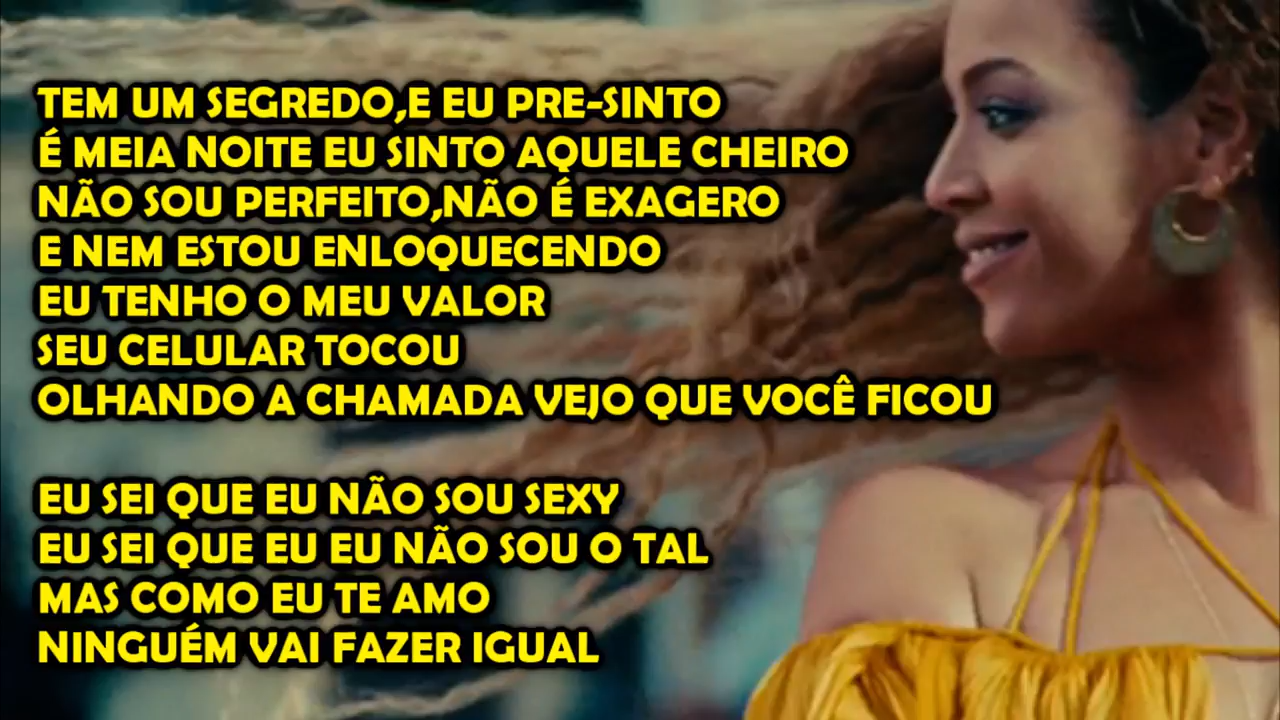 TEM UM SEGREDO,E EU PRE-SINTO
É MEIA NOITE EU SINTO AQUELE CHEIRO
NÃO SOU PERFEITO,NÃO É EXAGERO
E NEM ESTOU ENLOQUECENDO
EU TENHO O MEU VALOR
SEU CELULAR TOCOU
OLHANDO A CHAMADA VEJO QUE VOCÊ FICOU
EU SEI QUE EU NÃO SOU SEXY
EU SEI QUE EU EU NÃO SOU O TAL
MAS COMO EU TE AMO
NINGUÉM VAI FAZER IGUAL